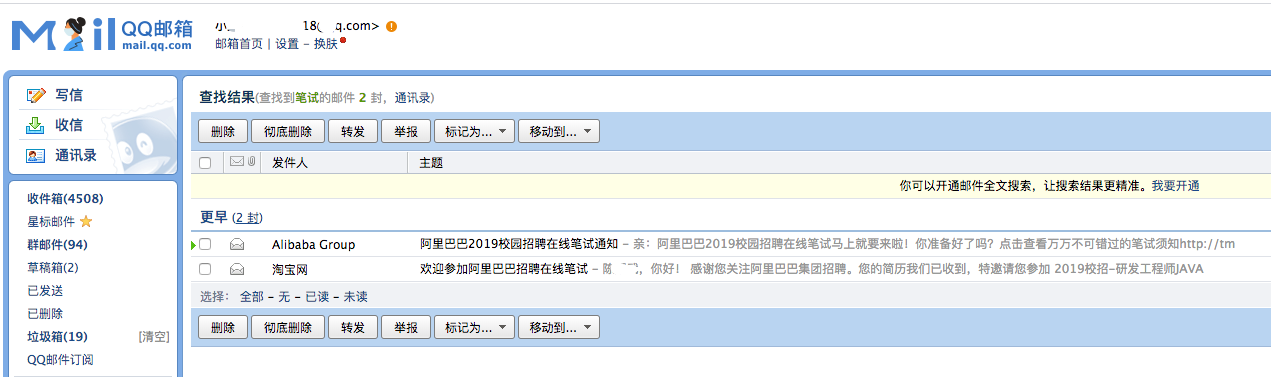 Mail QQ邮箱
mail.qq.com
小 18 q.com>
邮箱首页 | 设置 - 换肤
写信
收信
通讯录
收件箱(4508)
星标邮件
群邮件(94)
草稿箱(2)
已发送
已删除
垃圾箱(19) [清空]
QQ邮件订阅
查找结果(查找到笔试的邮件 2 封，通讯录)
删除 彻底删除 转发 举报 标记为... 移动到...
发件人 主题
你可以开通邮件全文搜索，让搜索结果更精准。我要开通
更早 (2 封)
Alibaba Group 阿里巴巴2019校园招聘在线笔试通知 - 亲：阿里巴巴2019校园招聘在线笔试马上就要来啦！你准备好了吗？点击查看万万不可错过的笔试须知http://tm
淘宝网 欢迎参加阿里巴巴招聘在线笔试 - 陈 ，你好！ 感谢您关注阿里巴巴集团招聘。您的简历我们已收到，特邀请您参加 2019校招-研发工程师JAVA
选择： 全部 - 无 - 已读 - 未读
删除 彻底删除 转发 举报 标记为... 移动到...